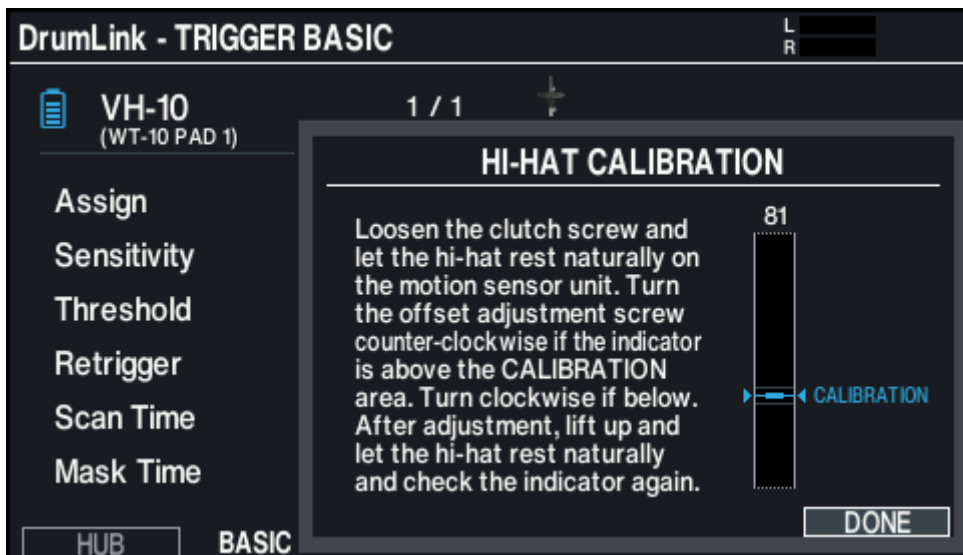 DrumLink - TRIGGER BASIC
L
R
VH-10
1 / 1
(WT-10 PAD 1)
Assign
Sensitivity
Threshold
Retrigger
Scan Time
Mask Time
HUB
BASIC
HI-HAT CALIBRATION
Loosen the clutch screw and
let the hi-hat rest naturally on
the motion sensor unit. Turn
the offset adjustment screw
counter-clockwise if the indicator
is above the CALIBRATION
area. Turn clockwise if below.
After adjustment, lift up and
let the hi-hat rest naturally
and check the indicator again.
81
CALIBRATION
DONE